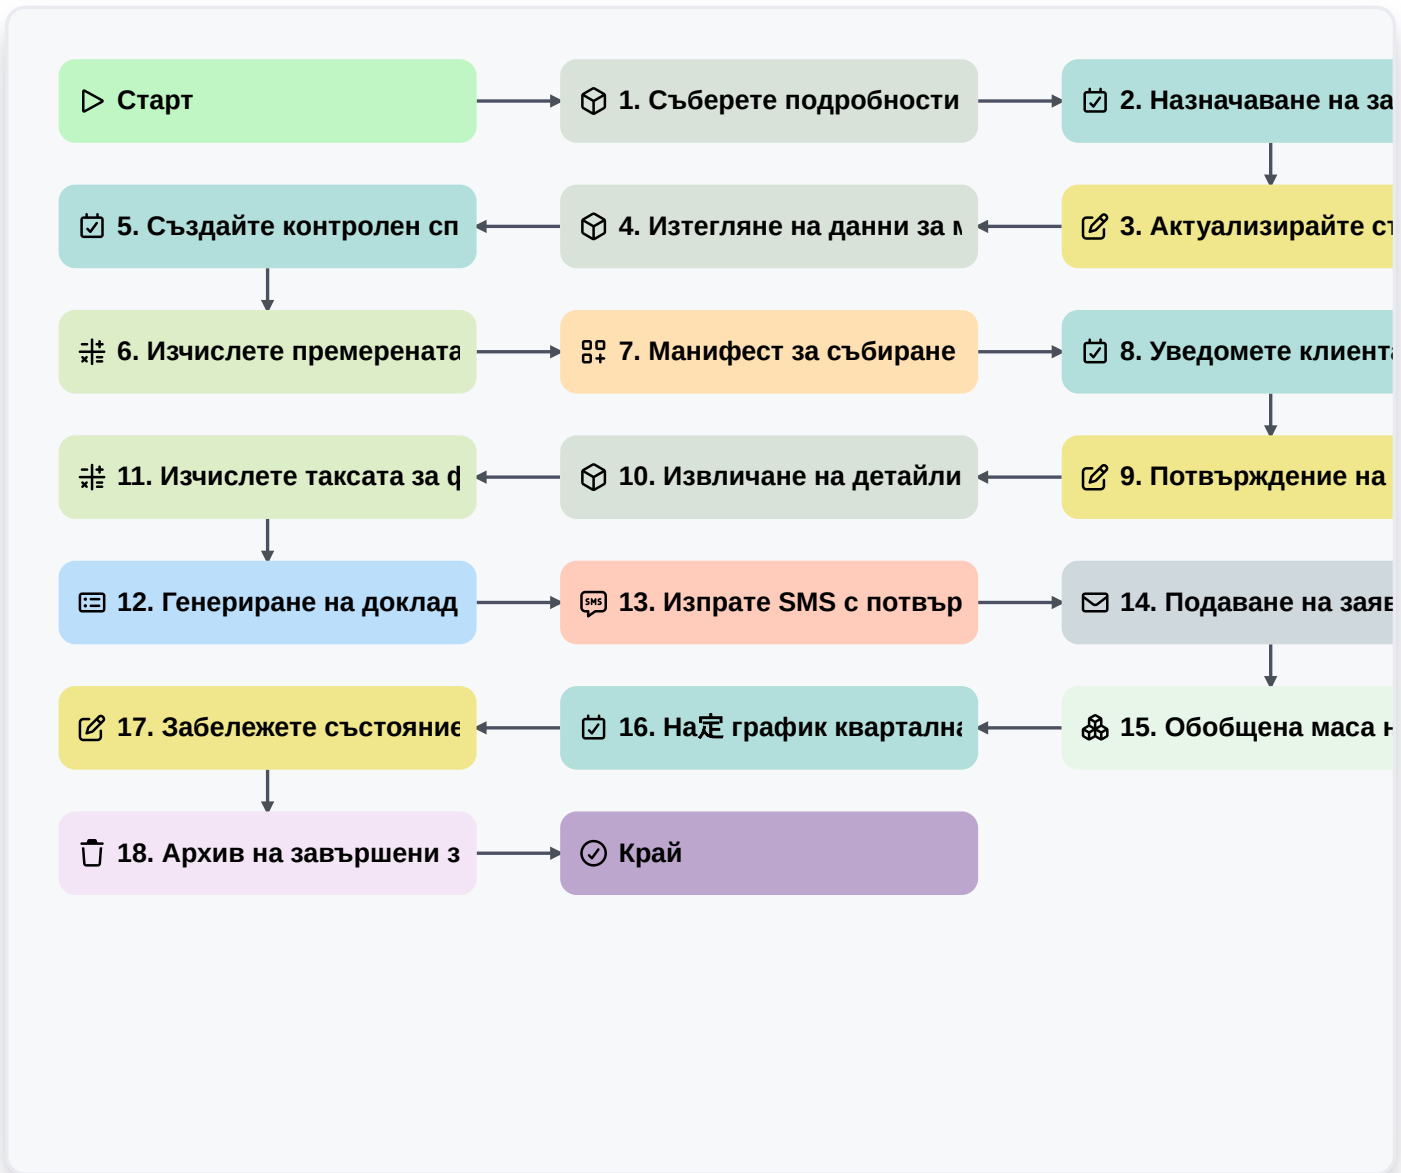 Старт
1. Съберете подробности
2. Назначаване на за
5. Създайте контролен сп
4. Изтегляне на данни за
3. Актуализирайте ст
6. Изчислете премерената
7. Манифест за събиране
8. Уведомете клиента
11. Изчислете таксата за
10. Извличане на детайли
9. Потвърждение на
12. Генериране на доклад
13. Изпрате SMS с потвър
14. Подаване на заяв
17. Забележете състояние
16. На定 график квартална
15. Обобщена маса
18. Архив на завършени з
Край